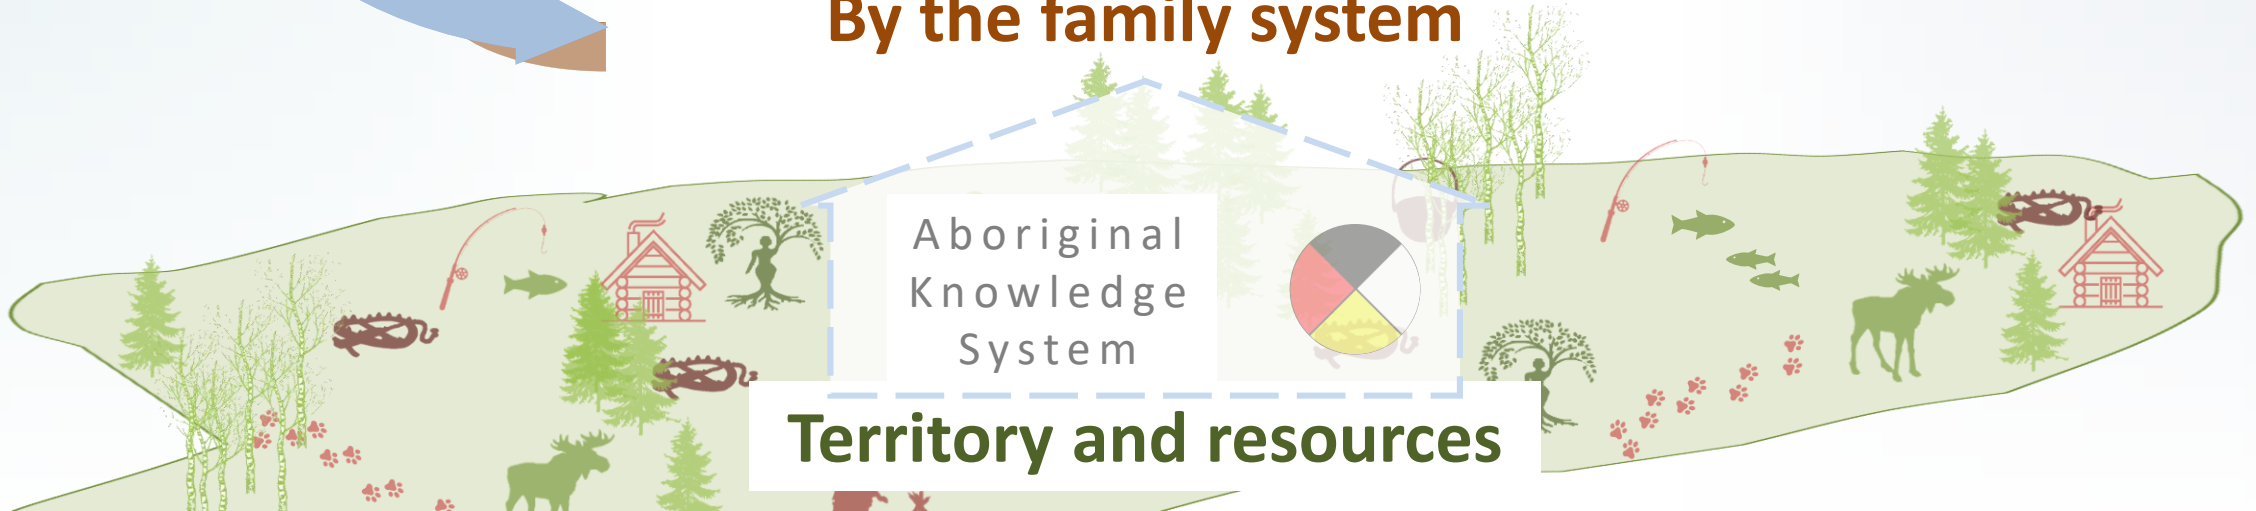 By the family system
Aboriginal
Knowledge
System
Territory and resources